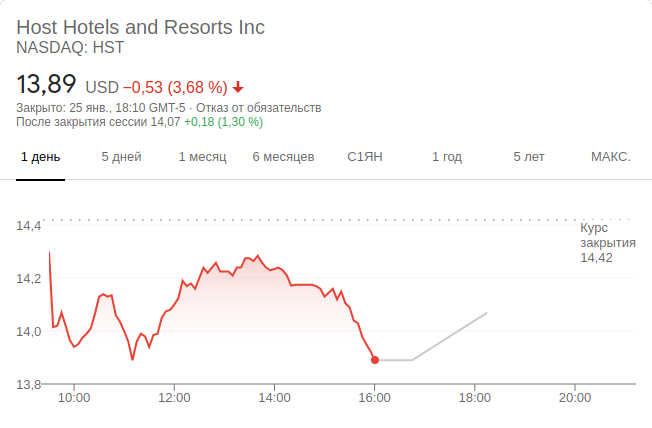 Host Hotels and Resorts Inc
NASDAQ: HST
13,89 USD −0,53 (3,68 %)
Закрыто: 25 янв., 18:10 GMT-5 · Отказ от обязательств
После закрытия сессии 14,07 +0,18 (1,30 %)
1 день 5 дней 1 месяц 6 месяцев С1ЯН 1 год 5 лет МАКС.
14,4
Курс
закрытия
14,42
14,2
14,0
13,8
10:00 12:00 14:00 16:00 18:00 20:00